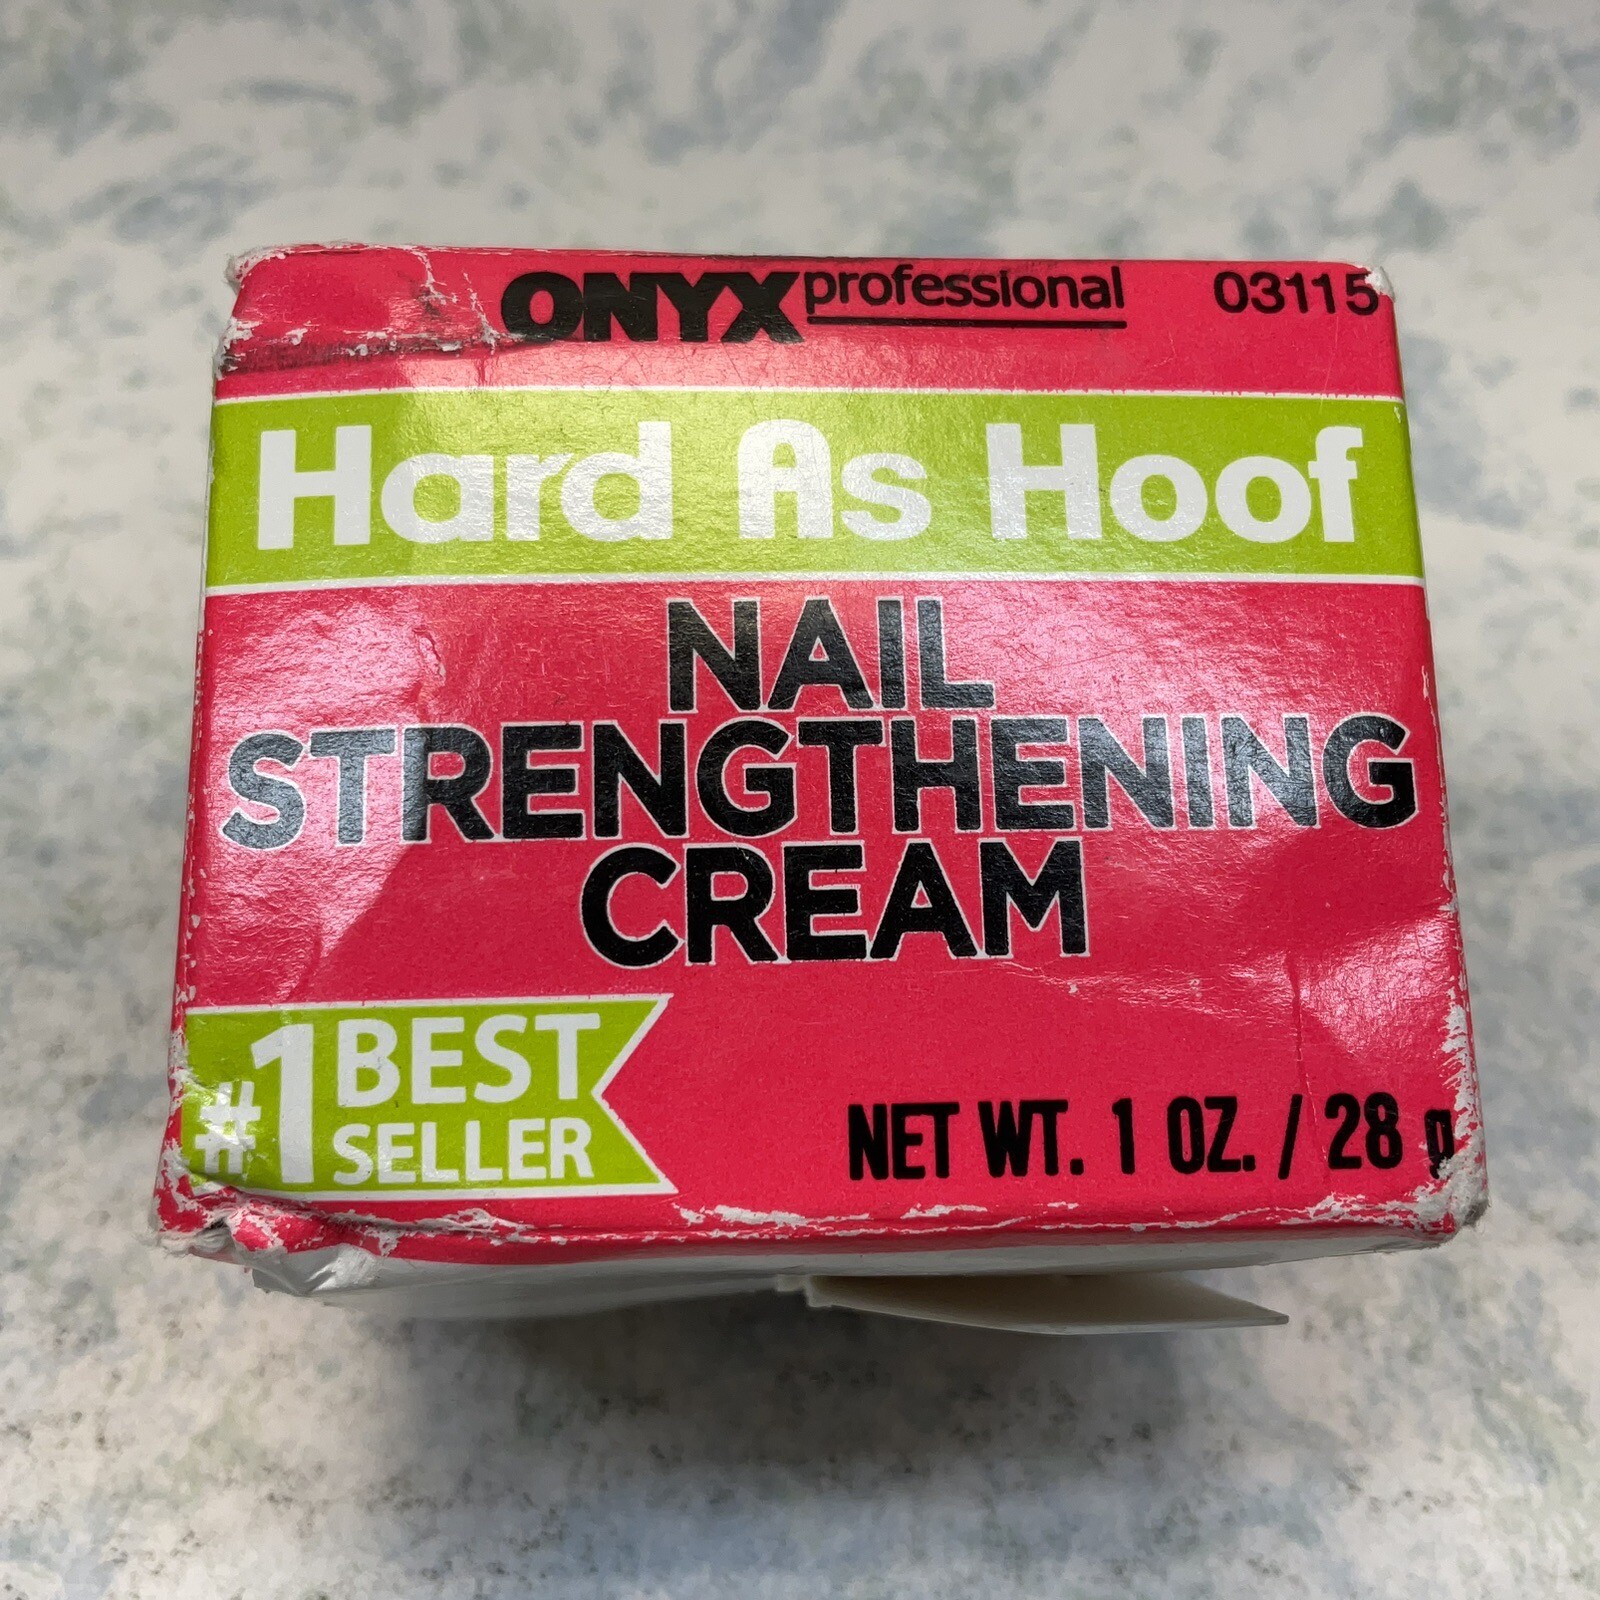 ONYX professional 03115
Hard As Hoof
NAIL
STRENGTHENING
CREAM
#1 BEST
SELLER
NET WT. 1 OZ. / 28 g